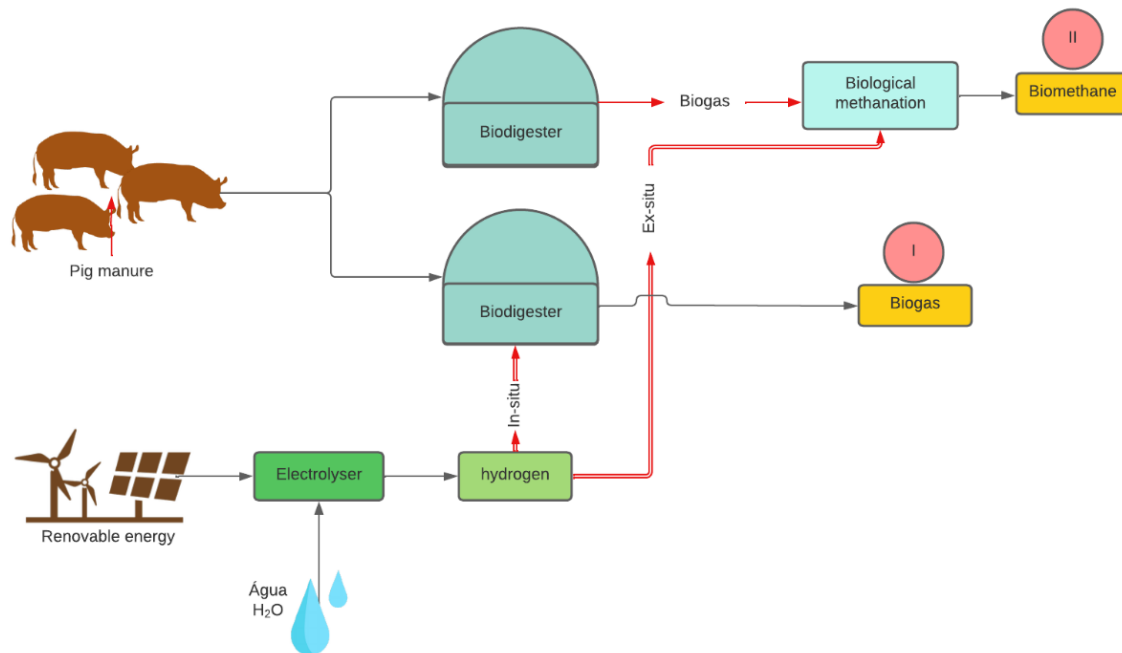 II
Biological
methanation
Biomethane
Biogas
Biodigester
Ex-situ
Pig manure
I
Biogas
Biodigester
In-situ
Electrolyser
hydrogen
Renovable energy
Água
H₂O